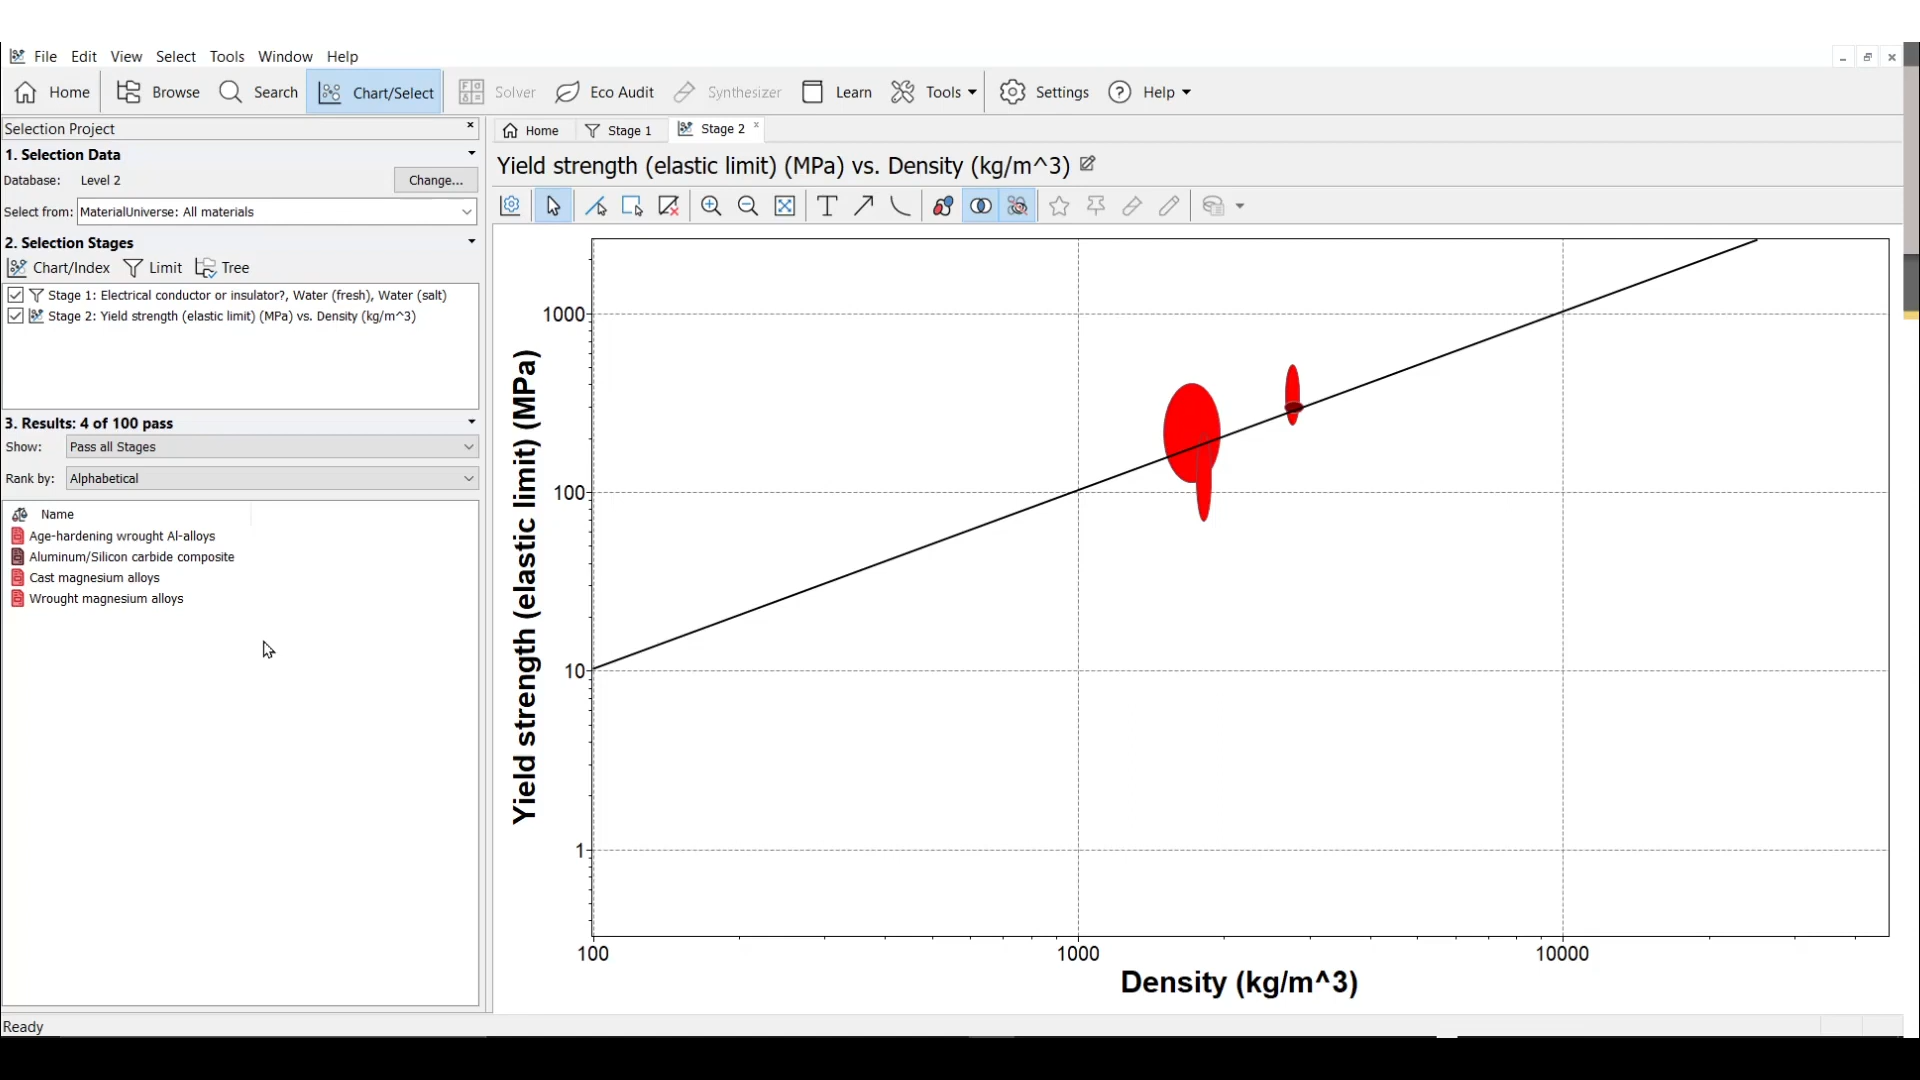 File Edit View Select Tools Window Help
Home Browse Search Chart/Select Solver Eco Audit Synthesizer Learn Tools Settings Help
Selection Project
1. Selection Data
Database: Level 2 Change...
Select from: MaterialUniverse: All materials
2. Selection Stages
Chart/Index Limit Tree
Stage 1: Electrical conductor or insulator?, Water (fresh), Water (salt)
Stage 2: Yield strength (elastic limit) (MPa) vs. Density (kg/m^3)
3. Results: 4 of 100 pass
Show: Pass all Stages
Rank by: Alphabetical
Name
Age-hardening wrought Al-alloys
Aluminum/Silicon carbide composite
Cast magnesium alloys
Wrought magnesium alloys
Ready
Home Stage 1 Stage 2
Yield strength (elastic limit) (MPa) vs. Density (kg/m^3)
Yield strength (elastic limit) (MPa)
1000
100
10
1
100 1000 10000
Density (kg/m^3)